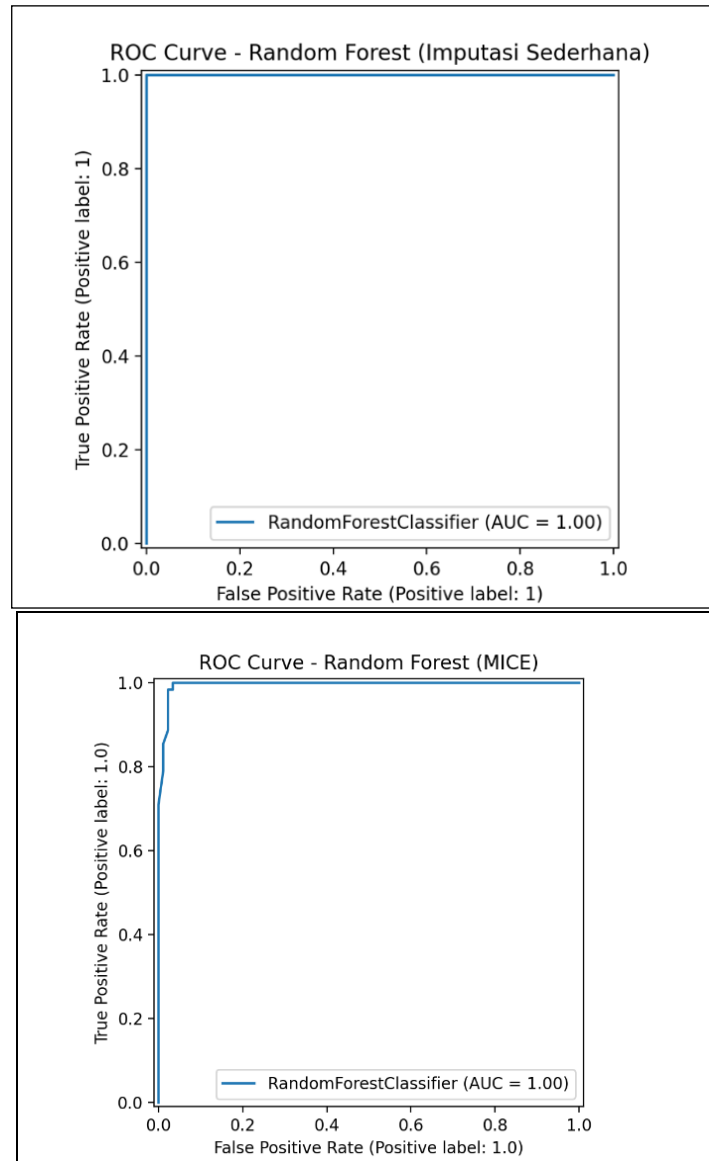 ROC Curve - Random Forest (Imputasi Sederhana)
1.0
0.8
0.6
0.4
0.2
0.0
True Positive Rate (Positive label: 1)
RandomForestClassifier (AUC = 1.00)
0.0 0.2 0.4 0.6 0.8 1.0
False Positive Rate (Positive label: 1)
ROC Curve - Random Forest (MICE)
1.0
0.8
0.6
0.4
0.2
0.0
True Positive Rate (Positive label: 1.0)
RandomForestClassifier (AUC = 1.00)
0.0 0.2 0.4 0.6 0.8 1.0
False Positive Rate (Positive label: 1.0)